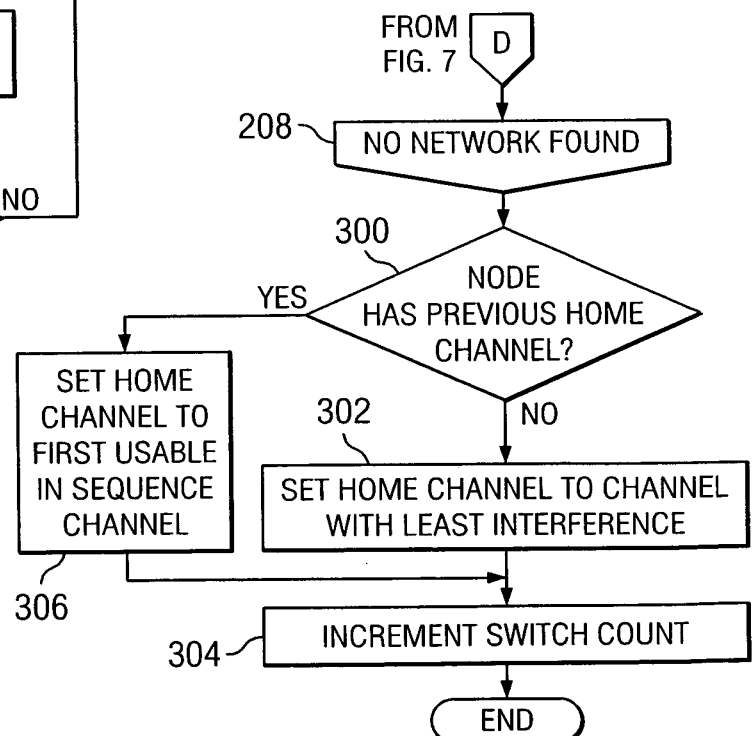 FROM
FIG. 7
D
208
NO NETWORK FOUND
NO
300
NODE
HAS PREVIOUS HOME
CHANNEL?
YES
NO
SET HOME
CHANNEL TO
FIRST USABLE
IN SEQUENCE
CHANNEL
306
302
SET HOME CHANNEL TO CHANNEL
WITH LEAST INTERFERENCE
304
INCREMENT SWITCH COUNT
END